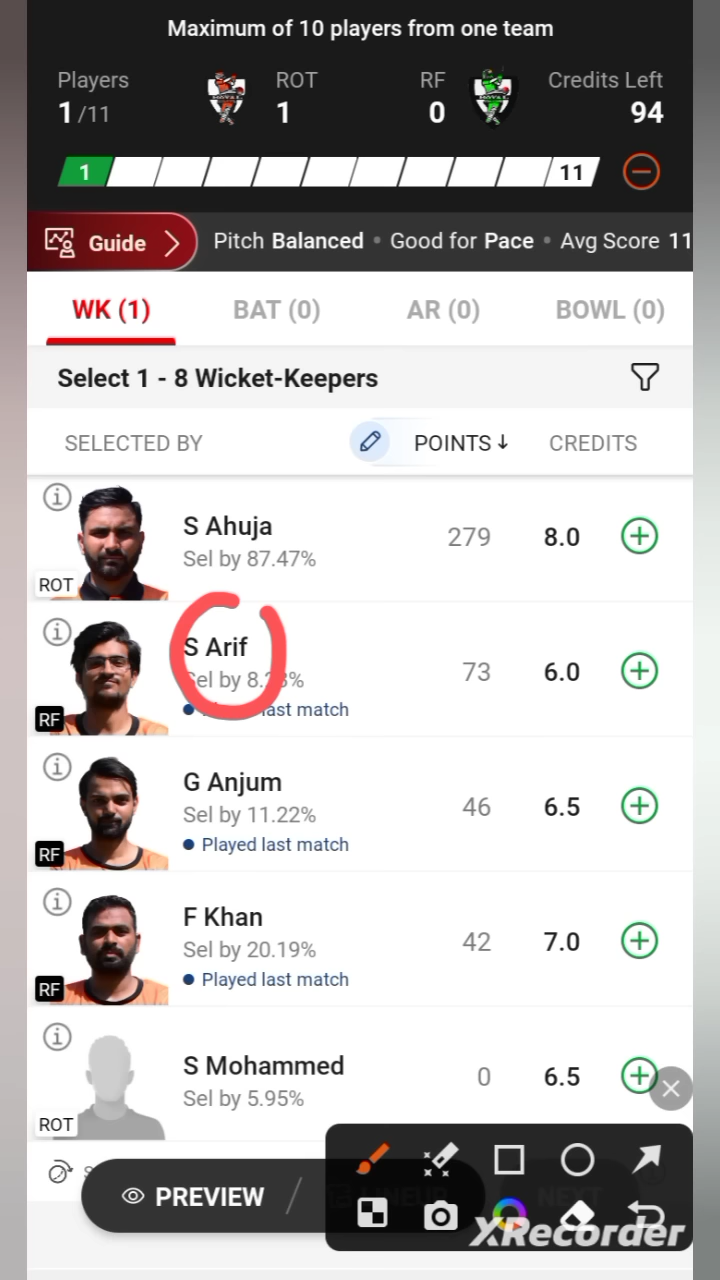 Maximum of 10 players from one team
Players ROT RF Credits Left
1/11 1 0 94
1 11
Guide Pitch Balanced • Good for Pace • Avg Score 11
WK (1) BAT (0) AR (0) BOWL (0)
Select 1 - 8 Wicket-Keepers
SELECTED BY POINTS↓ CREDITS
S Ahuja
Sel by 87.47%
279 8.0
ROT
S Arif
Sel by
last match
73 6.0
RF
G Anjum
Sel by 11.22%
Played last match
46 6.5
RF
F Khan
Sel by 20.19%
Played last match
42 7.0
RF
S Mohammed
Sel by 5.95%
0 6.5
ROT
PREVIEW
XRecorder